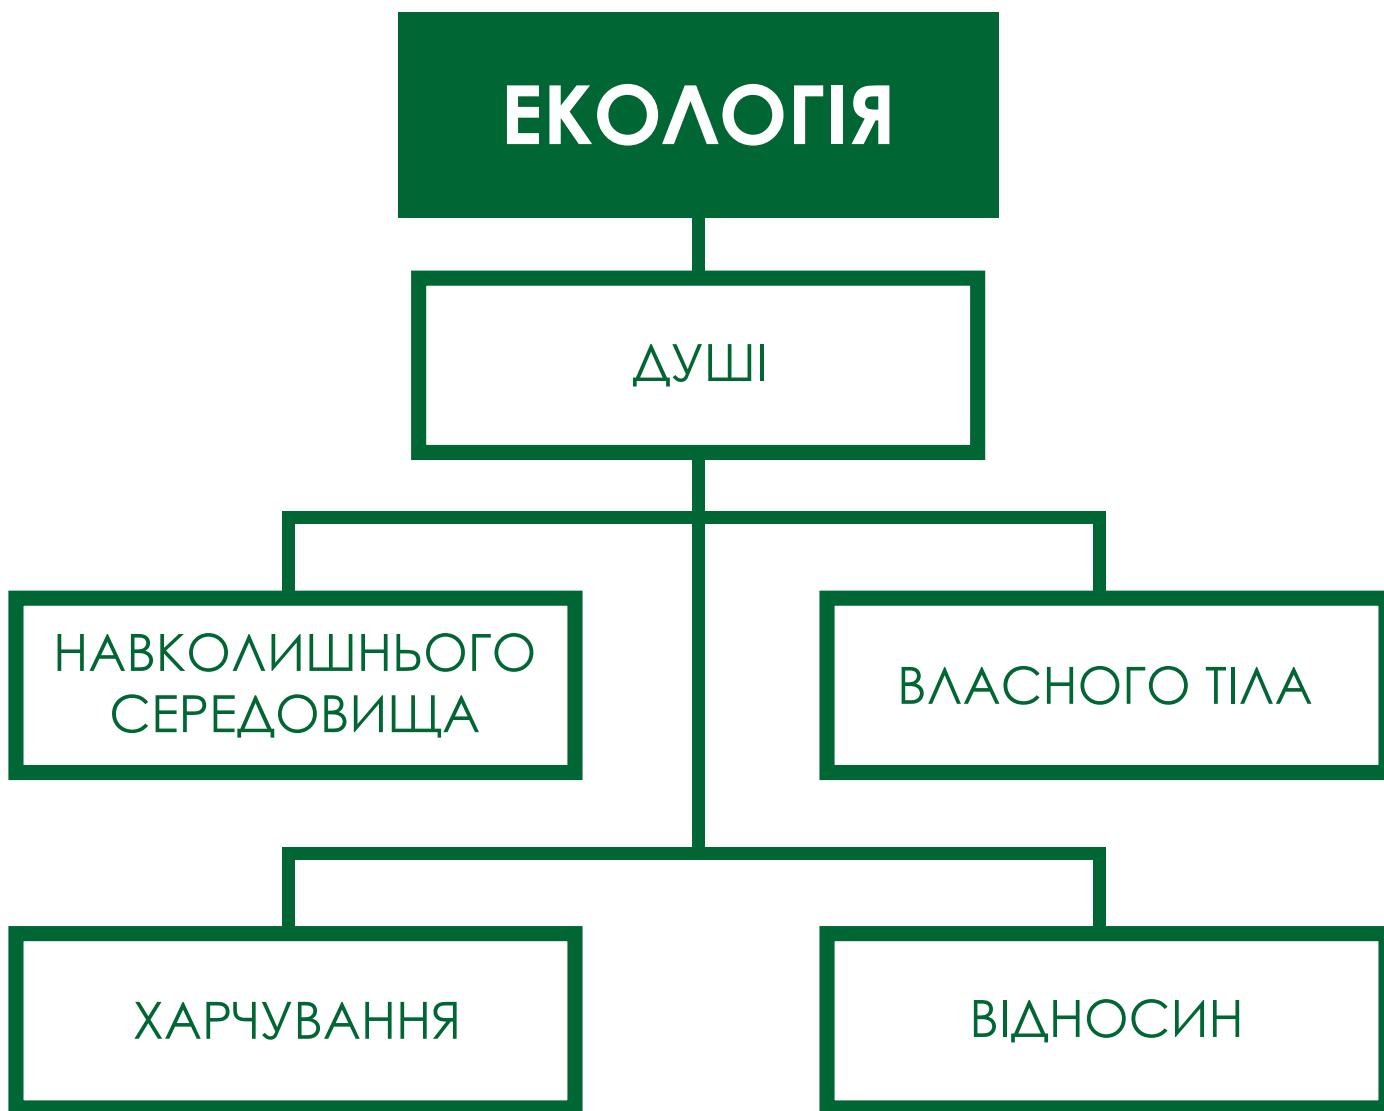 ЕКОЛОГІЯ
ДУШІ
НАВКОЛИШНЬОГО
СЕРЕДОВИЩА
ВЛАСНОГО ТІЛА
ХАРЧУВАННЯ
ВІДНОСИН